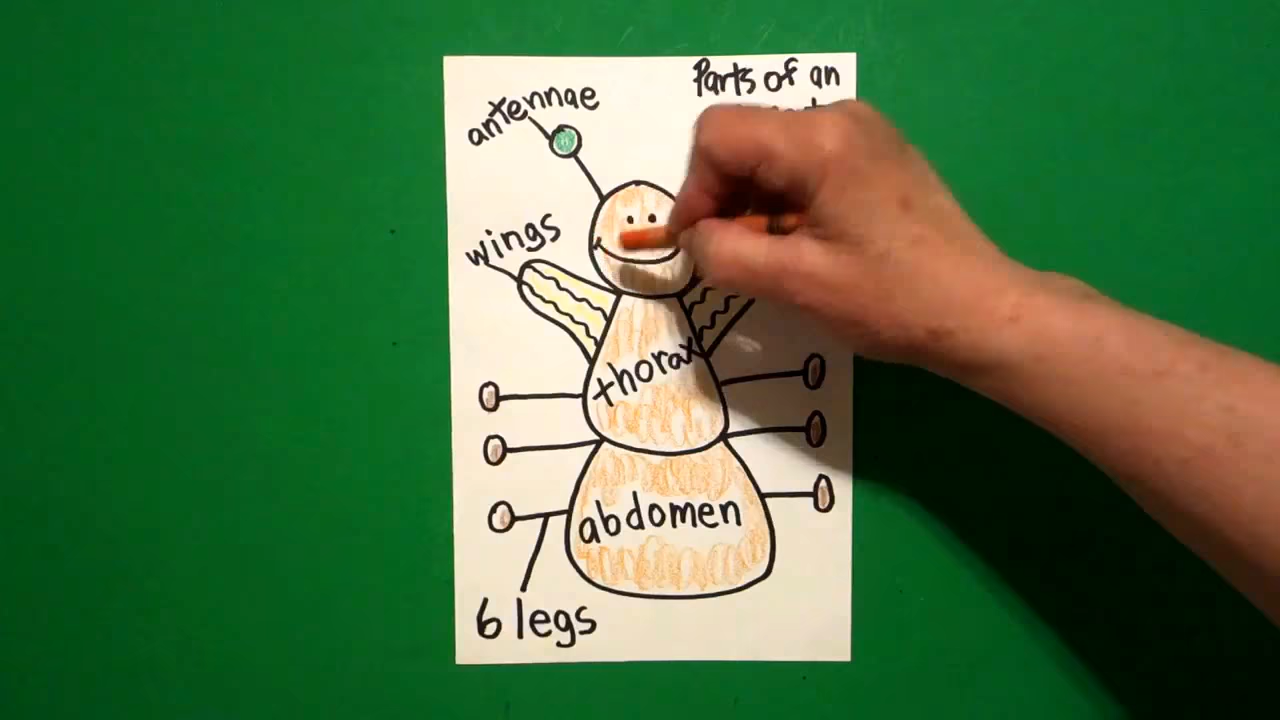 Parts of an
antennae
wings
thorax
abdomen
6 legs